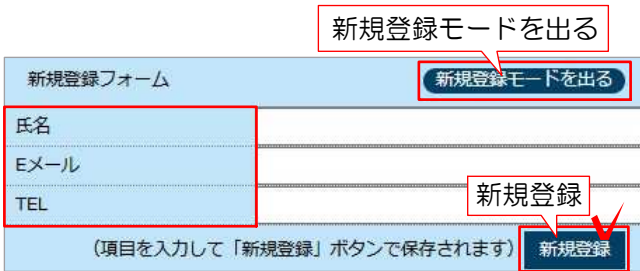 新規登録モードを出る
新規登録フォーム
新規登録モードを出る
氏名
Eメール
TEL
新規登録
（項目を入力して「新規登録」ボタンで保存されます）
新規登録